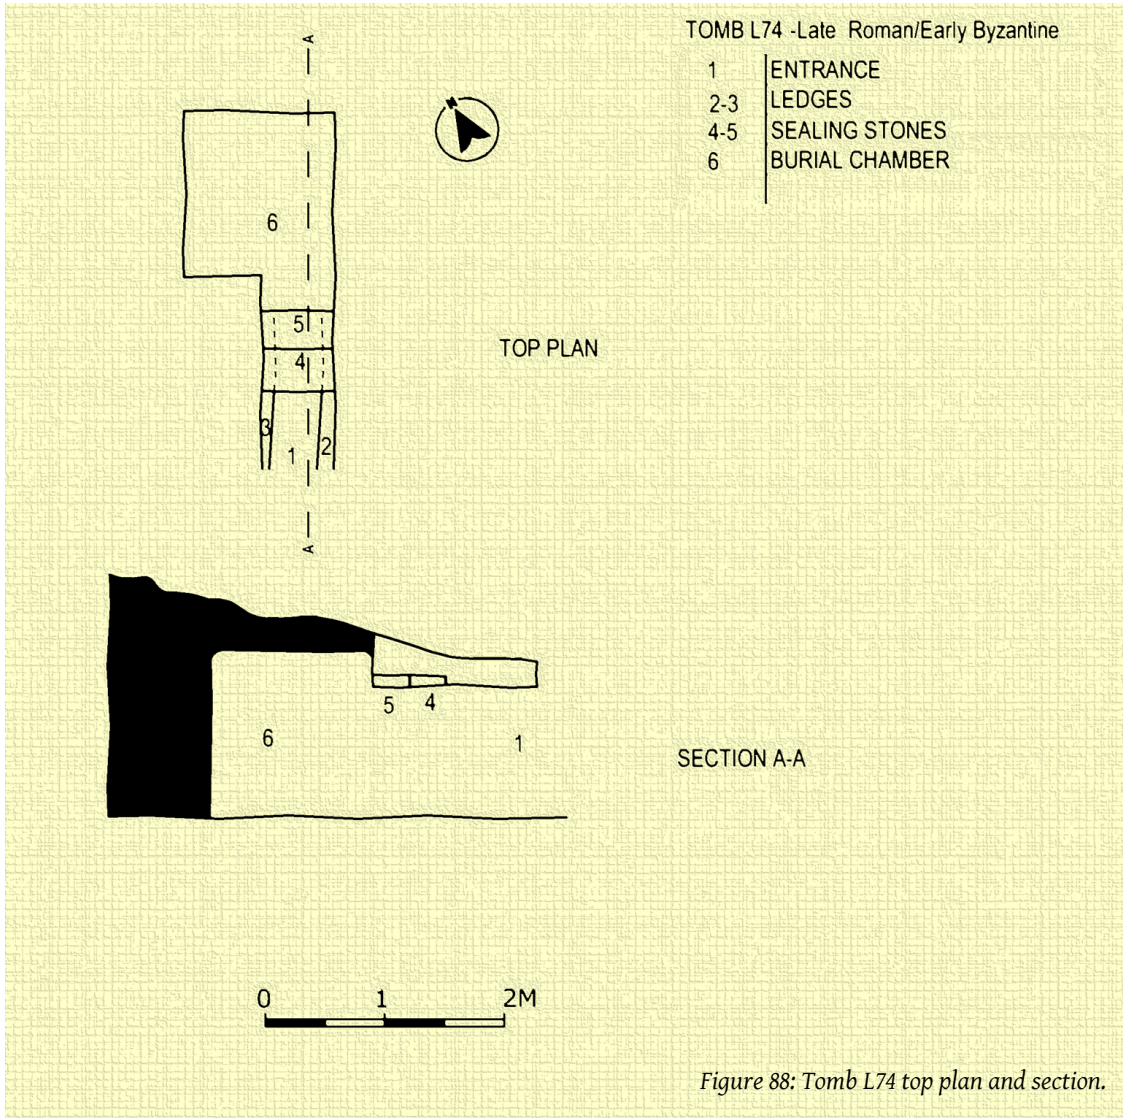 TOMB L74 -Late Roman/Early Byzantine
1 ENTRANCE
2-3 LEDGES
4-5 SEALING STONES
6 BURIAL CHAMBER
A
N
6
5
4
3
2
1
A
TOP PLAN
5 4
6 1
SECTION A-A
0 1 2M
Figure 88: Tomb L74 top plan and section.